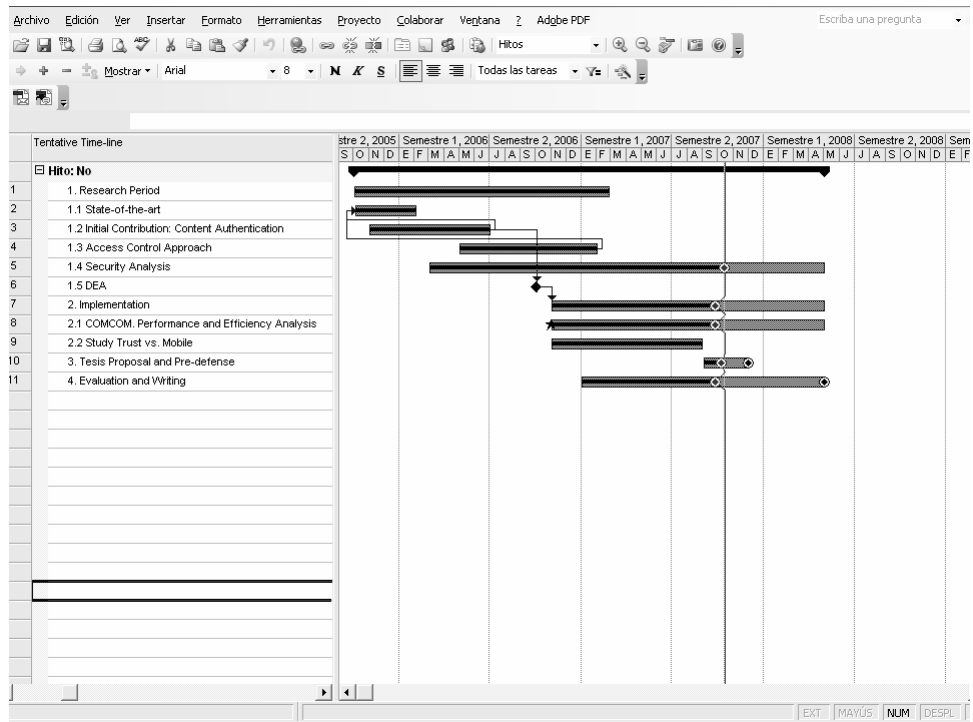 Archivo Edición Ver Insertar Formato Herramientas Proyecto Colaborar Ventana ? Adobe PDF Escriba una pregunta
Hitos
Mostrar Arial 8 N K S Todas las tareas Y=
Tentative Time-line
stre 2, 2005 Semestre 1, 2006 Semestre 2, 2006 Semestre 1, 2007 Semestre 2, 2007 Semestre 1, 2008 Semestre 2, 2008 Sem
S O N D E F M A M J J A S O N D E F M A M J J A S O N D E F M A M J J A S O N D E F
Hito: No
1 1. Research Period
2 1.1 State-of-the-art
3 1.2 Initial Contribution: Content Authentication
4 1.3 Access Control Approach
5 1.4 Security Analysis
6 1.5 DEA
7 2. Implementation
8 2.1 COMCOM. Performance and Efficiency Analysis
9 2.2 Study Trust vs. Mobile
10 3. Tesis Proposal and Pre-defense
11 4. Evaluation and Writing
EXT MAYÚS NUM DESPL